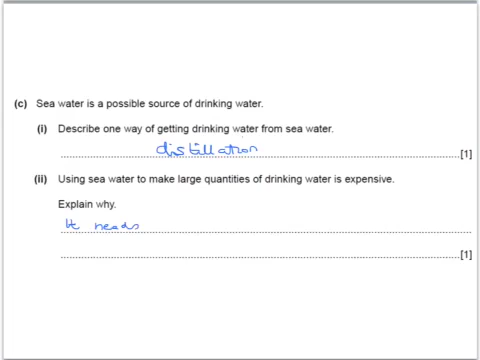 (c) Sea water is a possible source of drinking water.
(i) Describe one way of getting drinking water from sea water.
distillation [1]
(ii) Using sea water to make large quantities of drinking water is expensive.
Explain why.
It needs
[1]